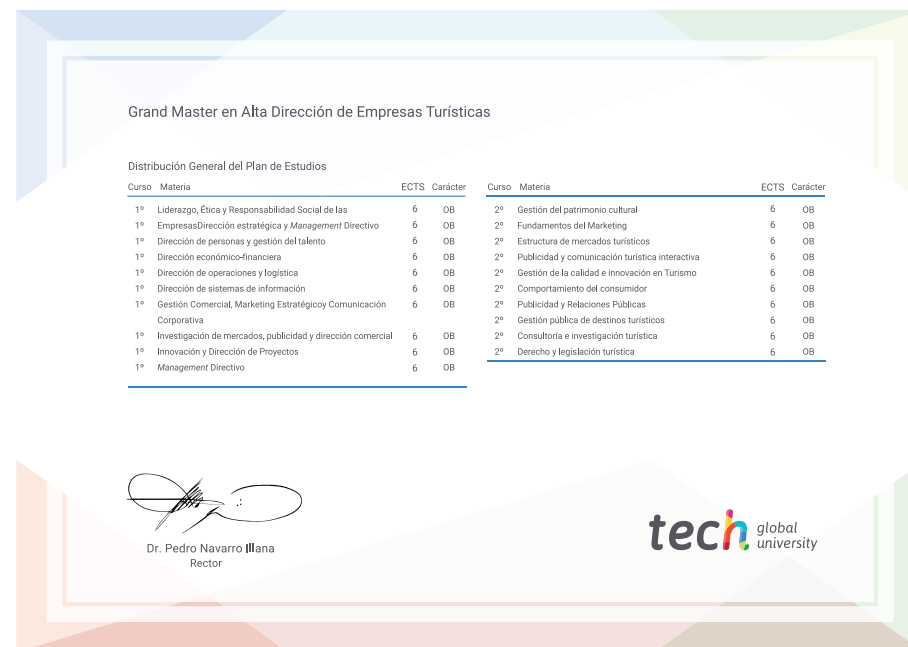 Grand Master en Alta Dirección de Empresas Turísticas
Distribución General del Plan de Estudios
Curso Materia ECTS Carácter
1º Liderazgo, Ética y Responsabilidad Social de las 6 OB
1º EmpresasDirección estratégica y Management Directivo 6 OB
1º Dirección de personas y gestión del talento 6 OB
1º Dirección económico-financiera 6 OB
1º Dirección de operaciones y logística 6 OB
1º Dirección de sistemas de información 6 OB
1º Gestión Comercial, Marketing Estratégicoy Comunicación 6 OB
Corporativa
1º Investigación de mercados, publicidad y dirección comercial 6 OB
1º Innovación y Dirección de Proyectos 6 OB
1º Management Directivo 6 OB
Curso Materia ECTS Carácter
2º Gestión del patrimonio cultural 6 OB
2º Fundamentos del Marketing 6 OB
2º Estructura de mercados turísticos 6 OB
2º Publicidad y comunicación turística interactiva 6 OB
2º Gestión de la calidad e innovación en Turismo 6 OB
2º Comportamiento del consumidor 6 OB
2º Publicidad y Relaciones Públicas 6 OB
2º Gestión pública de destinos turísticos 6 OB
2º Consultoría e investigación turística 6 OB
2º Derecho y legislación turística 6 OB
Dr. Pedro Navarro Illana
Rector
tech global
university